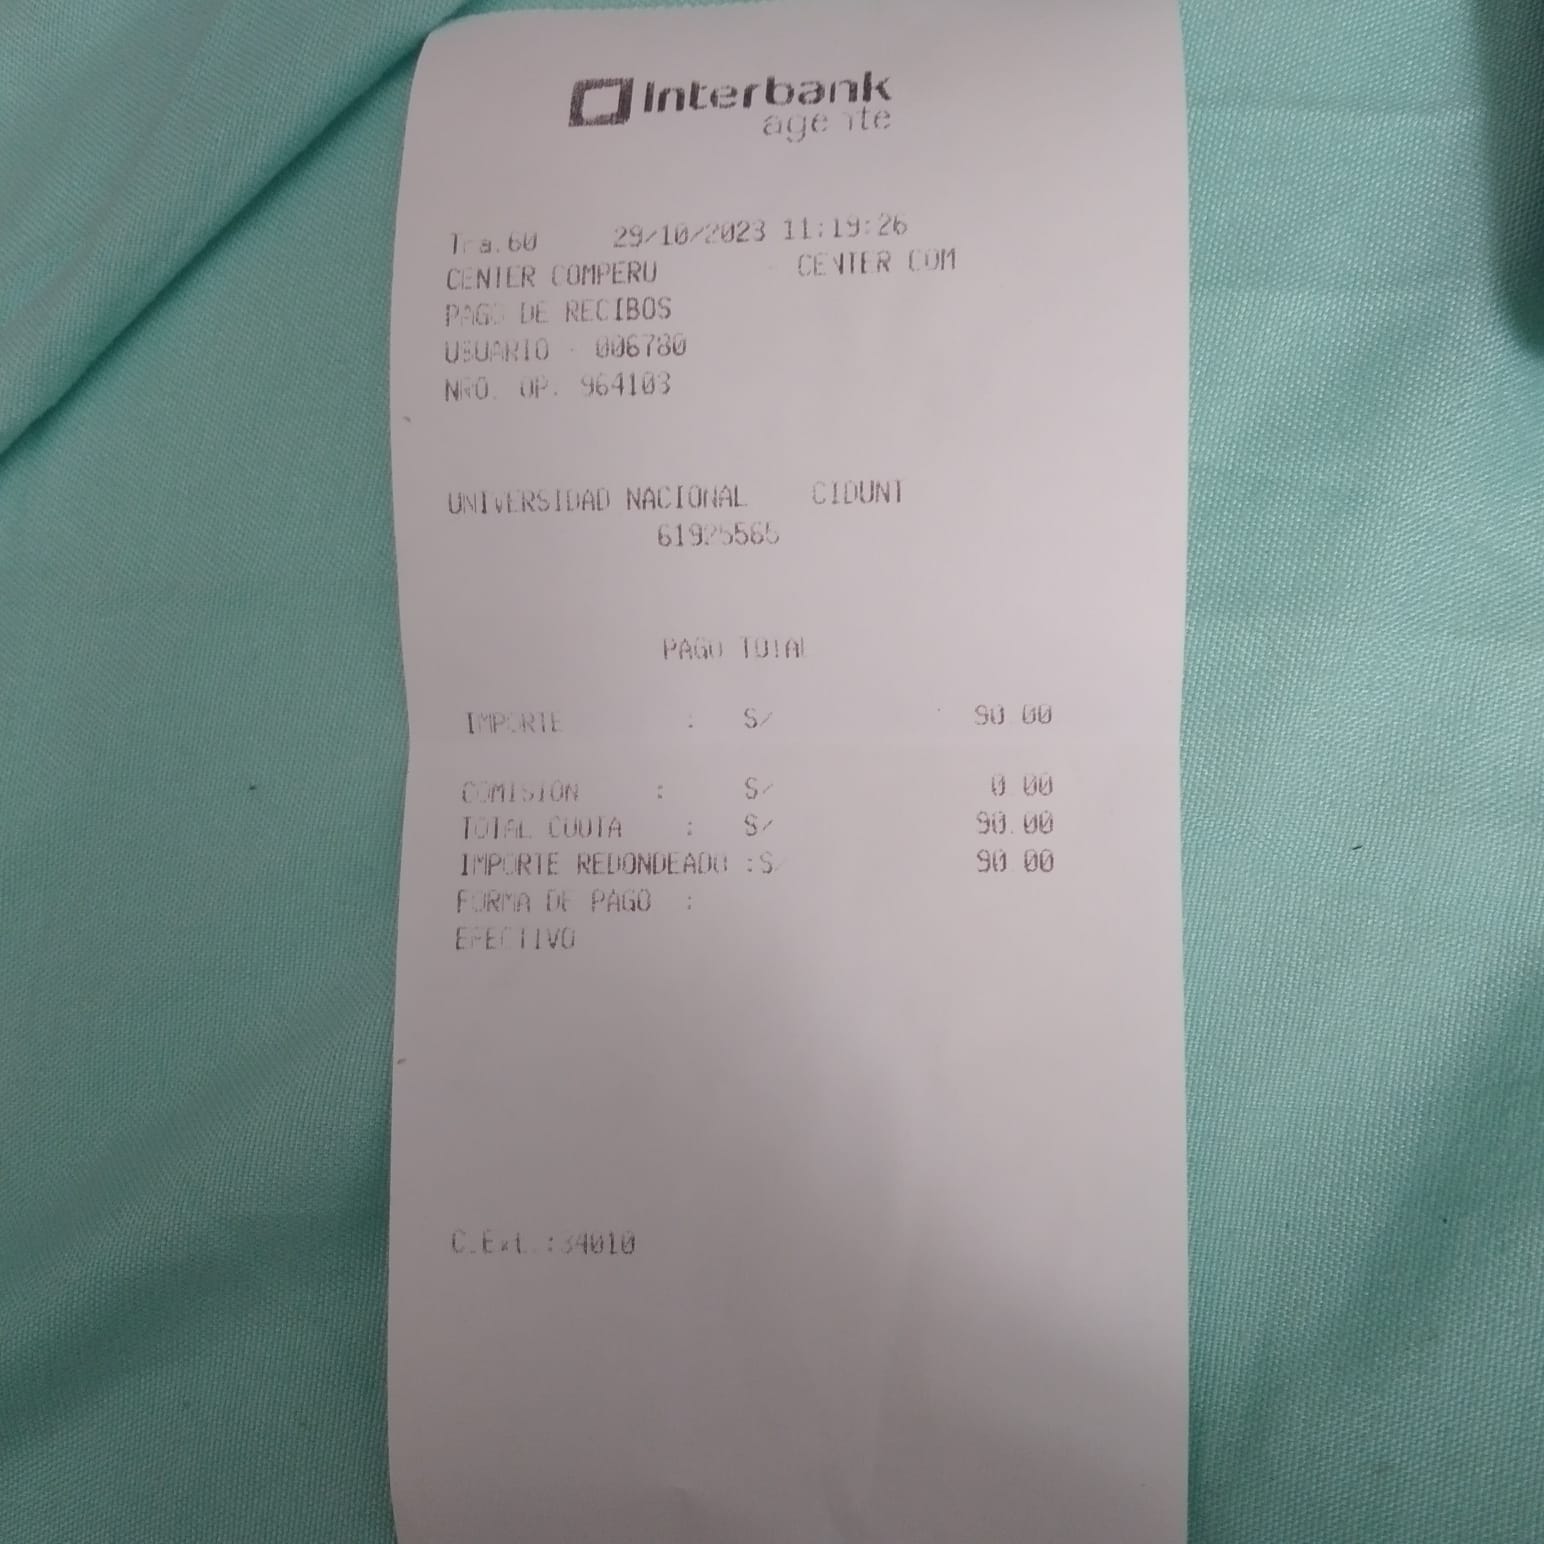 Interbank
agente
Tra.60 29/10/2023 11:19:26
CENTER COMPERU - CENTER COM
PAGO DE RECIBOS
USUARIO - 006780
NRO. OP. 964103
UNIVERSIDAD NACIONAL CIDUNT
61925565
PAGO TOTAL
IMPORTE : S/ 90.00
COMISION : S/ 0.00
TOTAL CUOTA : S/ 90.00
IMPORTE REDONDEADO :S/ 90.00
FORMA DE PAGO :
EFECTIVO
C.Ext.:34010